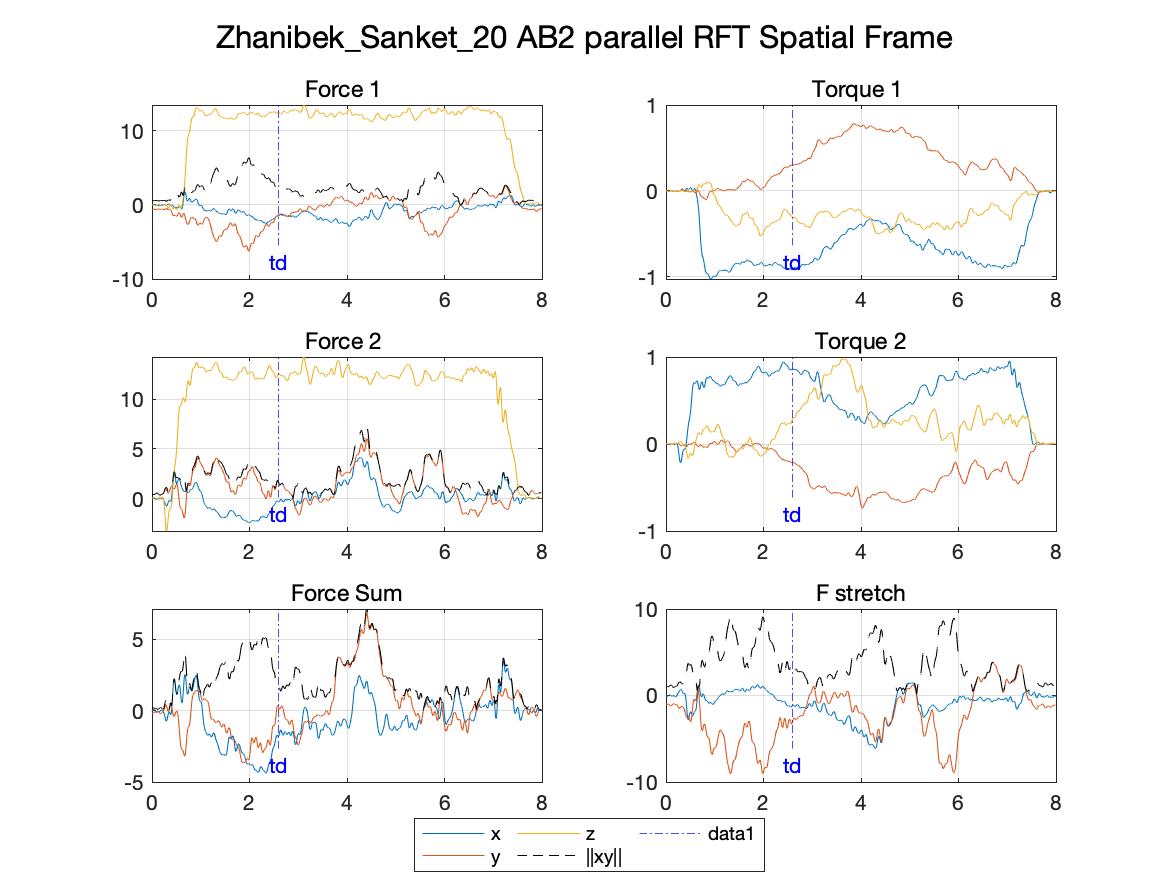 Zhanibek_Sanket_20 AB2 parallel RFT Spatial Frame
Force 1
10
0
-10
td
0 2 4 6 8
Torque 1
1
0
-1
td
0 2 4 6 8
Force 2
10
5
0
td
0 2 4 6 8
Torque 2
1
0
-1
td
0 2 4 6 8
Force Sum
5
0
-5
td
0 2 4 6 8
F stretch
10
0
-10
td
0 2 4 6 8
x z data1
y ||xy||